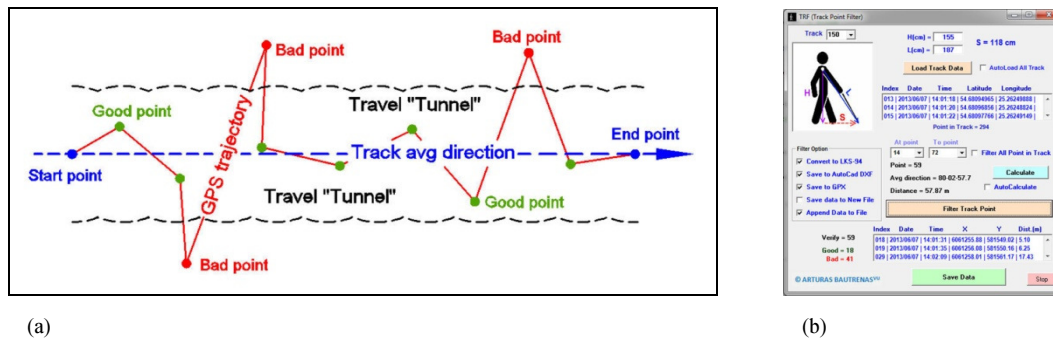 Bad point
Bad point
Good point
Travel "Tunnel"
GPS trajectory
Track avg direction
End point
Start point
Travel "Tunnel"
Good point
Bad point
(a)
TRF (Track Point Filter)
Track 150
H(cm) = 155
L(cm) = 187
S = 118 cm
Load Track Data
AutoLoad All Track
H
L
S
Index Date Time Latitude Longitude
013 | 2013/06/07 | 14:01:18 | 54.68094965 | 25.26249888 |
014 | 2013/06/07 | 14:01:20 | 54.68096856 | 25.26248824 |
015 | 2013/06/07 | 14:01:22 | 54.68097766 | 25.26249149 |
Point in Track = 294
At point To point
14 72
Filter All Point in Track
Filter Option
Convert to LKS-94
Save to AutoCad DXF
Save to GPX
Save data to New File
Append Data to File
Point = 59
Avg direction = 80-02-57.7
Distance = 57.87 m
Calculate
AutoCalculate
Filter Track Point
Verify = 59
Good = 18
Bad = 41
Index Date Time X Y Dist.(m)
018 | 2013/06/07 | 14:01:31 | 6061255.88 | 581549.02 | 5.10
019 | 2013/06/07 | 14:01:35 | 6061256.08 | 581550.16 | 6.25
029 | 2013/06/07 | 14:02:09 | 6061258.01 | 581561.17 | 17.43
© ARTURAS BAUTRENAS
Save Data
Stop
(b)